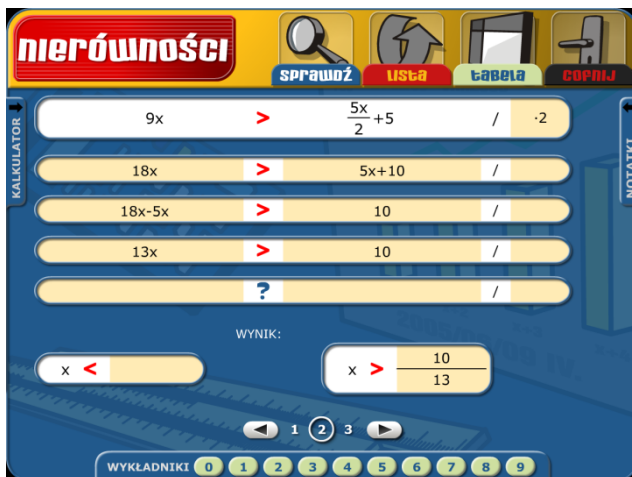 nierówności
sprawdź lista tabela cofnij
KALKULATOR
NOTATKI
9x > 5x/2 +5 / ·2
18x > 5x+10 /
18x-5x > 10 /
13x > 10 /
? /
WYNIK:
x < x > 10/13
1 2 3
WYKŁADNIKI 0 1 2 3 4 5 6 7 8 9